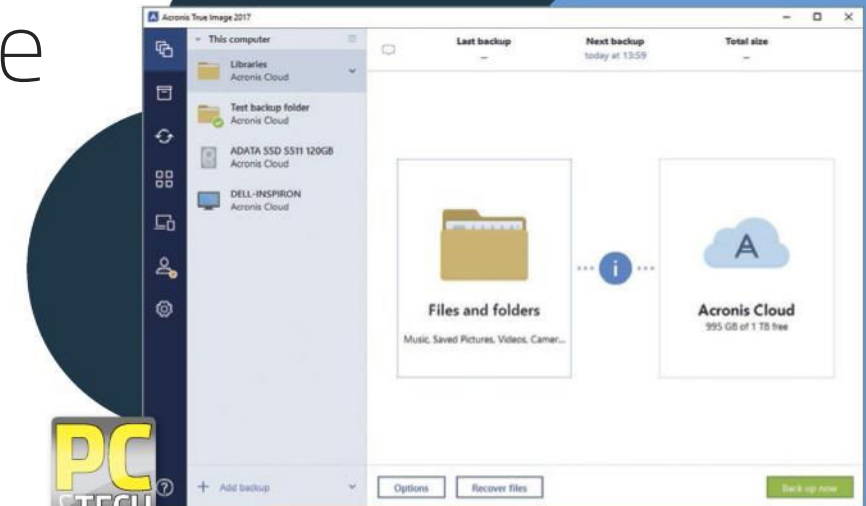 e
Acronis True Image 2017
This computer
Libraries
Acronis Cloud
Test backup folder
Acronis Cloud
ADATA SSD S511 120GB
Acronis Cloud
DELL-INSPIRON
Acronis Cloud
Add backup
Last backup
–
Next backup
today at 13:59
Total size
–
Files and folders
Music, Saved Pictures, Videos, Camer...
i
A
Acronis Cloud
995 GB of 1 TB free
Options
Recover files
Back up now
PC
&TECH
?